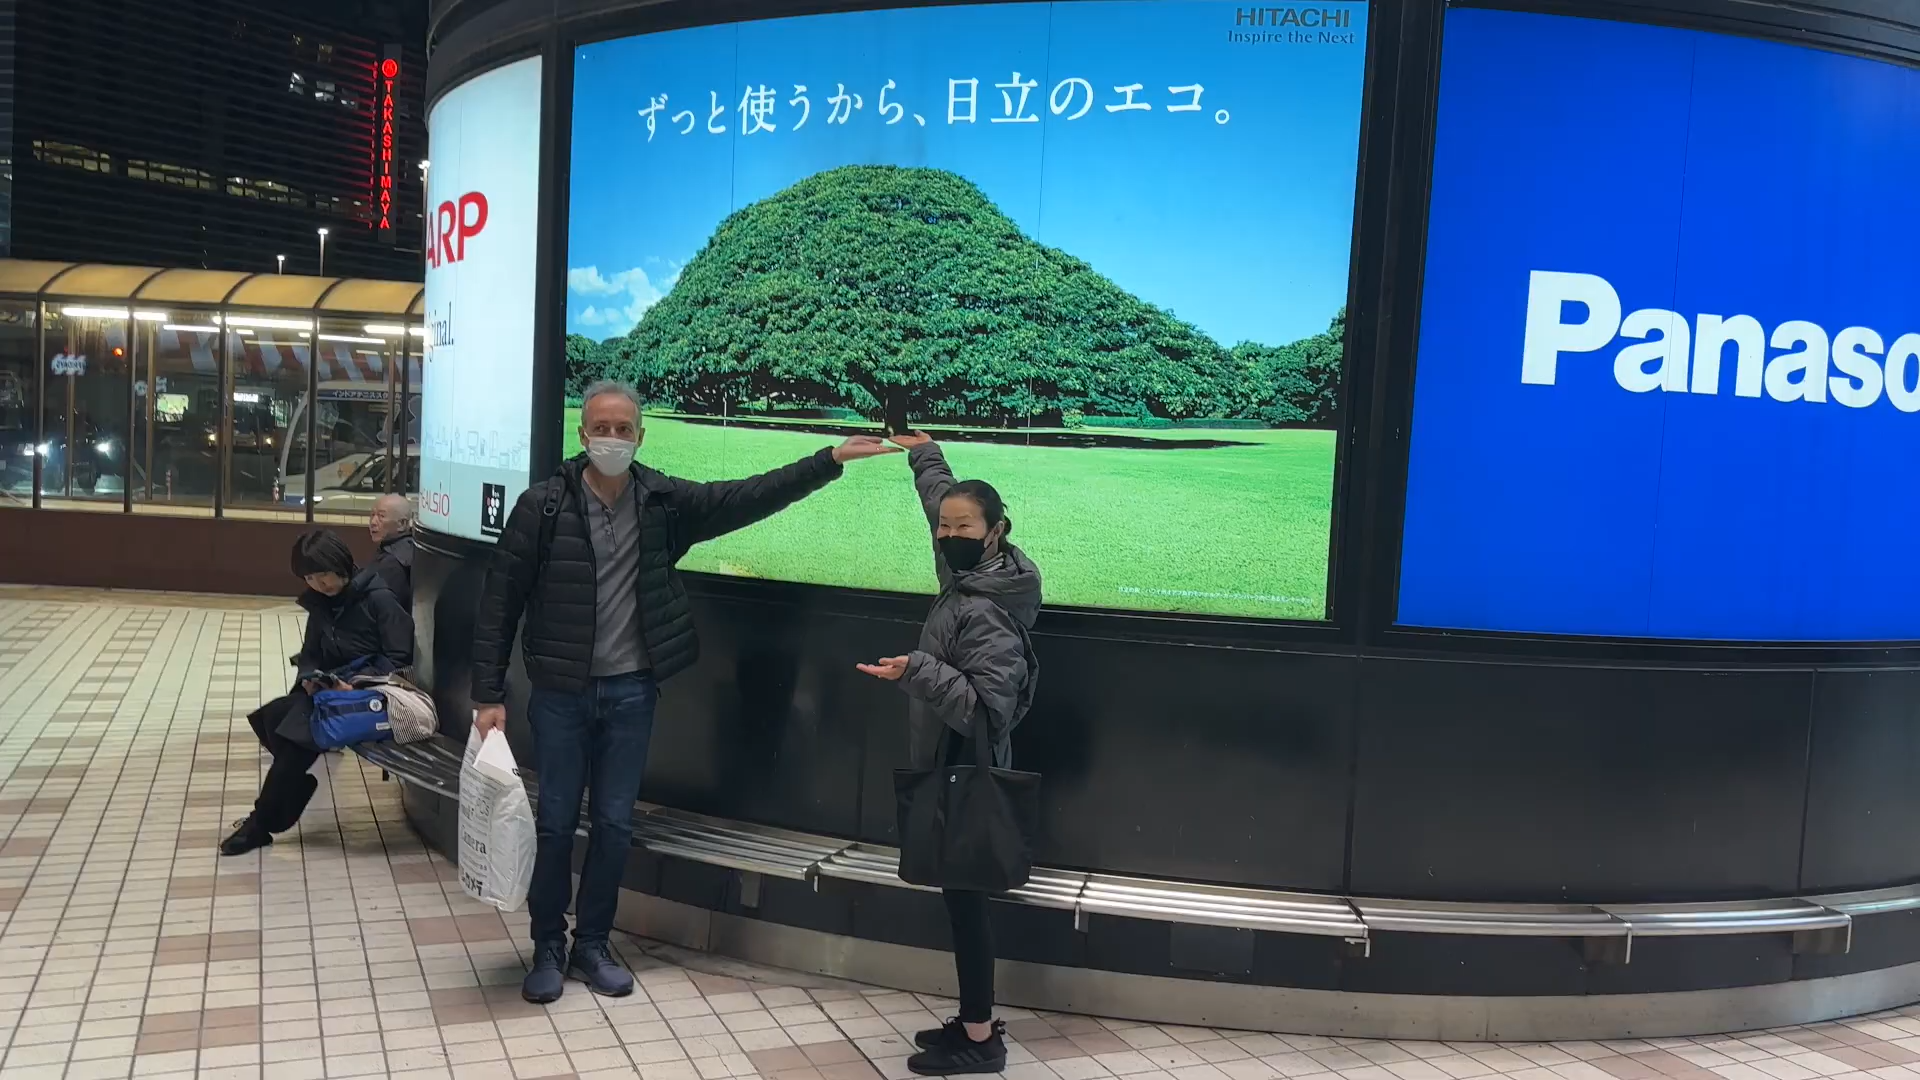 TAKASHIMAYA
ARP
ginal.
HITACHI
Inspire the Next
ずっと使うから、日立のエコ。
Panaso